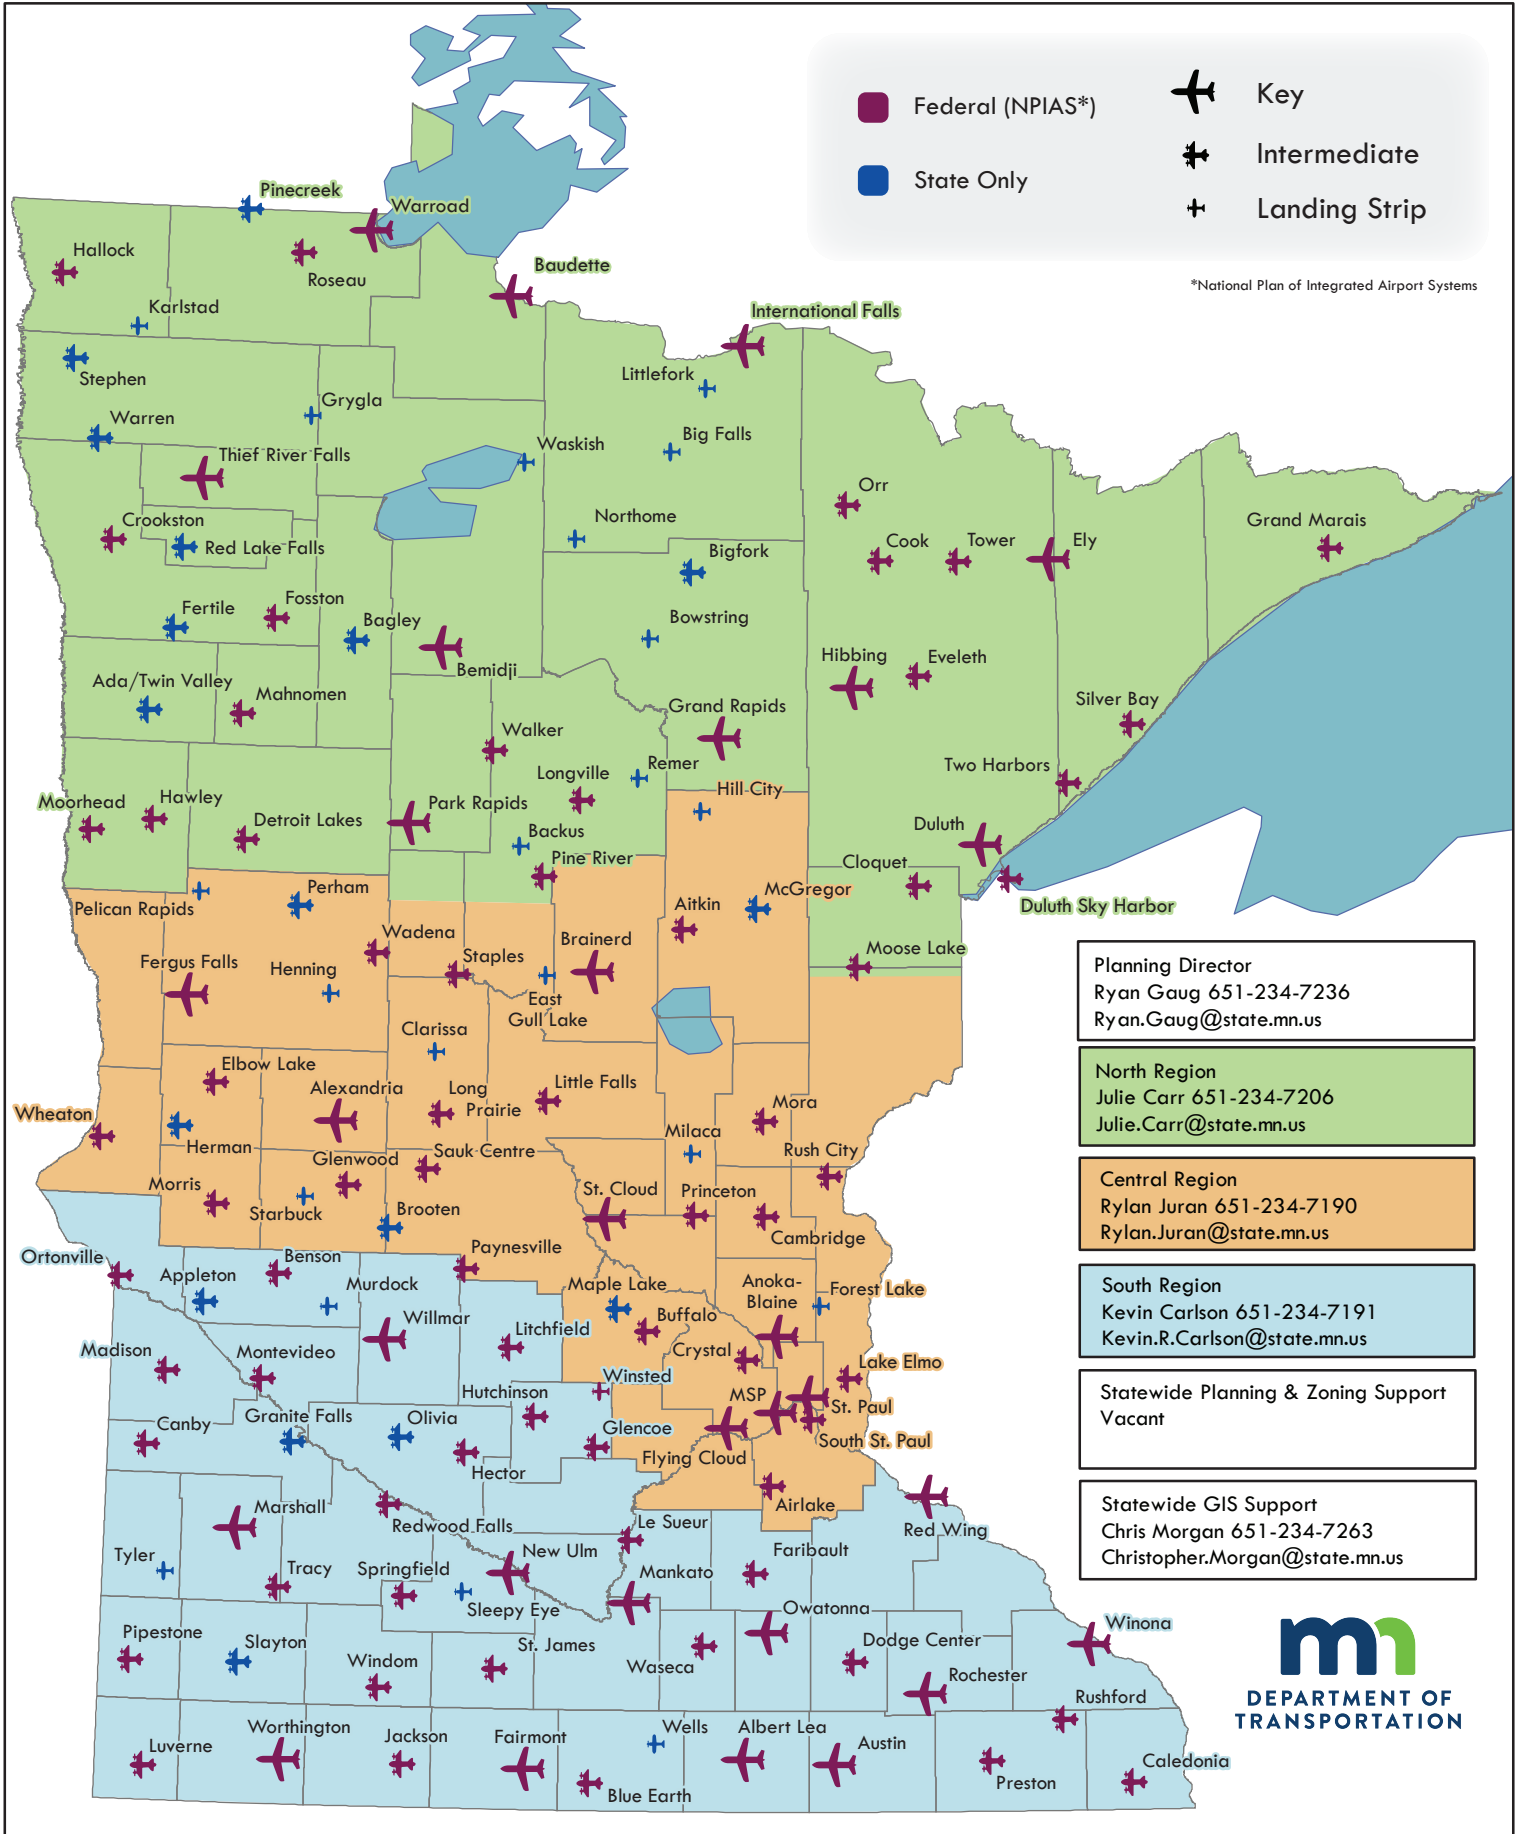 Federal (NPIAS*)
State Only
Key
Intermediate
Landing Strip
*National Plan of Integrated Airport Systems
Pinecreek
Warroad
Hallock
Roseau
Baudette
Karlstad
International Falls
Stephen
Littlefork
Grygla
Warren
Waskish
Big Falls
Thief River Falls
Orr
Crookston
Northome
Grand Marais
Red Lake Falls
Bigfork
Cook
Tower
Ely
Fertile
Fosston
Bagley
Bowstring
Bemidji
Hibbing
Eveleth
Ada/Twin Valley
Mahnomen
Silver Bay
Grand Rapids
Walker
Longville
Remer
Two Harbors
Hill City
Moorhead
Hawley
Detroit Lakes
Park Rapids
Backus
Duluth
Pine River
Cloquet
Pelican Rapids
Perham
McGregor
Aitkin
Duluth Sky Harbor
Wadena
Staples
Brainerd
Moose Lake
Fergus Falls
Henning
East
Gull Lake
Clarissa
Elbow Lake
Alexandria
Long
Prairie
Little Falls
Mora
Wheaton
Herman
Milaca
Rush City
Glenwood
Sauk Centre
Morris
Starbuck
St. Cloud
Princeton
Brooten
Cambridge
Ortonville
Appleton
Benson
Murdock
Paynesville
Maple Lake
Anoka-
Blaine
Forest Lake
Willmar
Litchfield
Buffalo
Crystal
Madison
Montevideo
Lake Elmo
Hutchinson
Winsted
MSP
St. Paul
Canby
Granite Falls
Olivia
Glencoe
South St. Paul
Hector
Flying Cloud
Airlake
Marshall
Redwood Falls
Le Sueur
Red Wing
Tyler
Tracy
Springfield
New Ulm
Mankato
Faribault
Sleepy Eye
Owatonna
Pipestone
Slayton
Windom
St. James
Waseca
Dodge Center
Winona
Rochester
Rushford
Luverne
Worthington
Jackson
Fairmont
Wells
Albert Lea
Austin
Blue Earth
Preston
Caledonia
Planning Director
Ryan Gaug 651-234-7236
Ryan.Gaug@state.mn.us
North Region
Julie Carr 651-234-7206
Julie.Carr@state.mn.us
Central Region
Rylan Juran 651-234-7190
Rylan.Juran@state.mn.us
South Region
Kevin Carlson 651-234-7191
Kevin.R.Carlson@state.mn.us
Statewide Planning & Zoning Support
Vacant
Statewide GIS Support
Chris Morgan 651-234-7263
Christopher.Morgan@state.mn.us
mn
DEPARTMENT OF
TRANSPORTATION